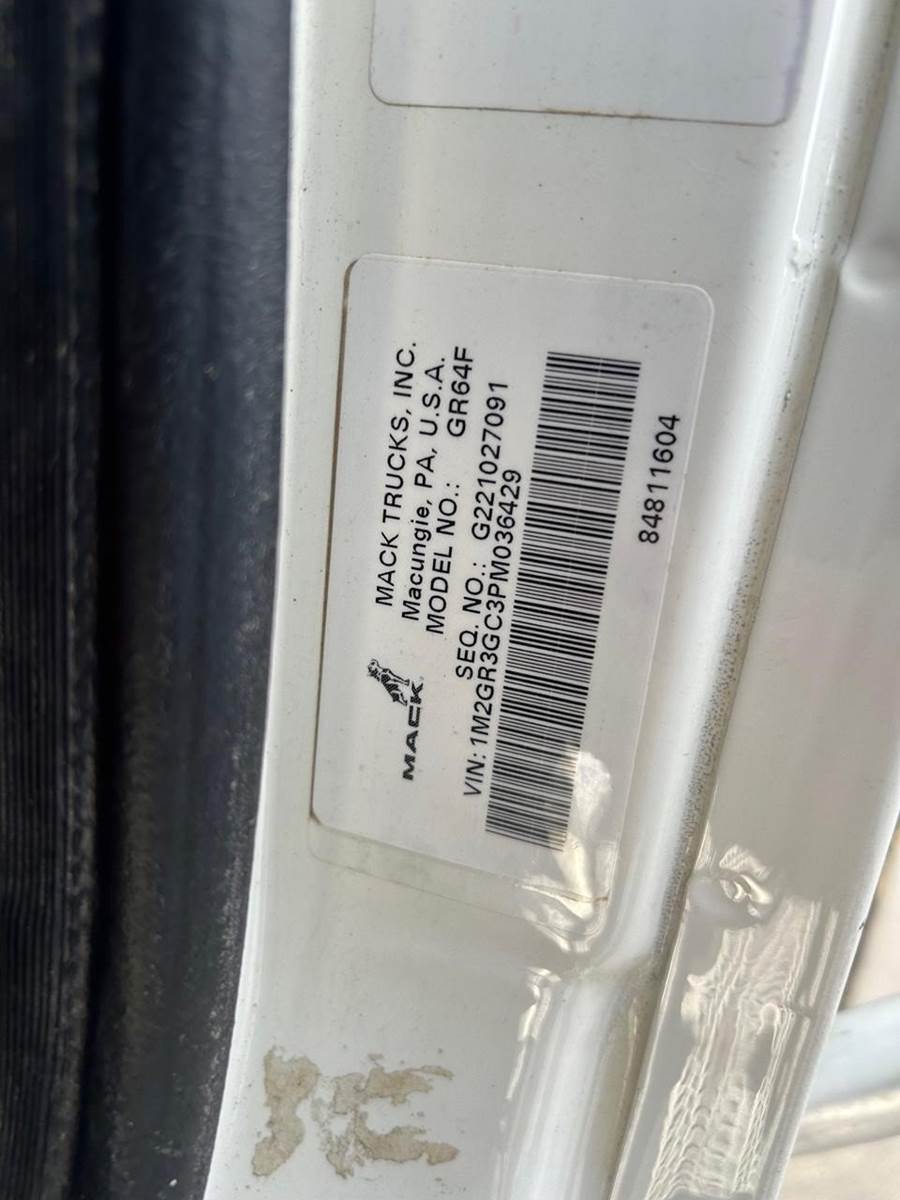 MACK
MACK TRUCKS, INC.
Macungie, PA, U.S.A.
MODEL NO.: GR64F
SEQ. NO.: G221027091
VIN: 1M2GR3GC3PM036429
84811604